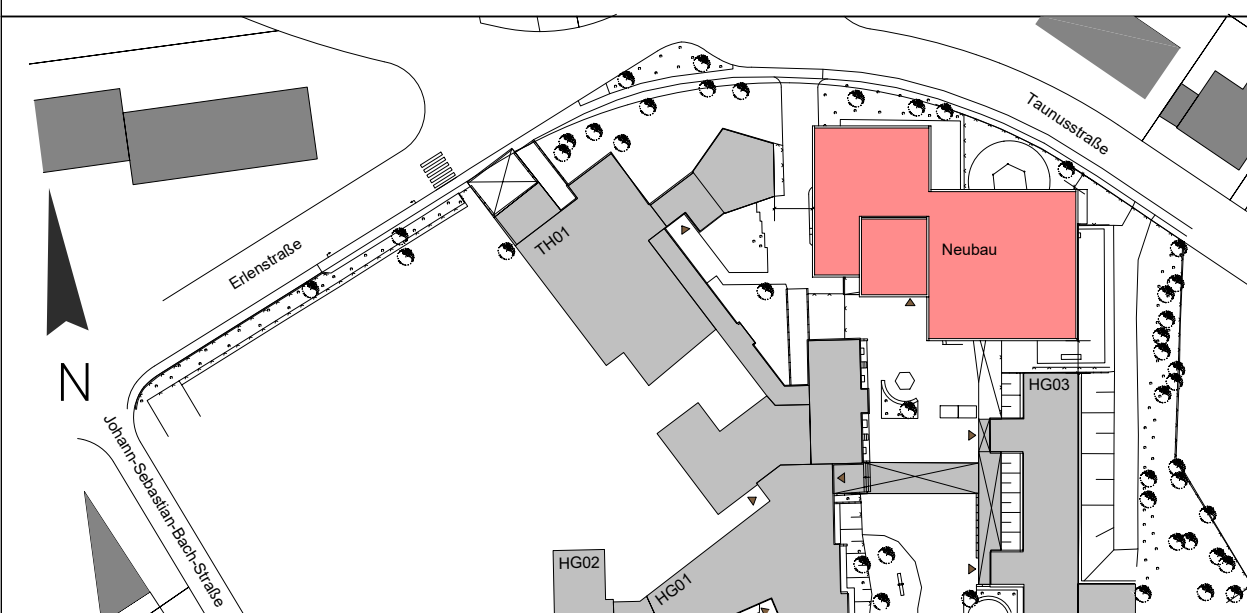 Taunusstraße
TH01
Erlenstraße
Neubau
N
HG03
Johann-Sebastian-Bach-Straße
HG02
HG01